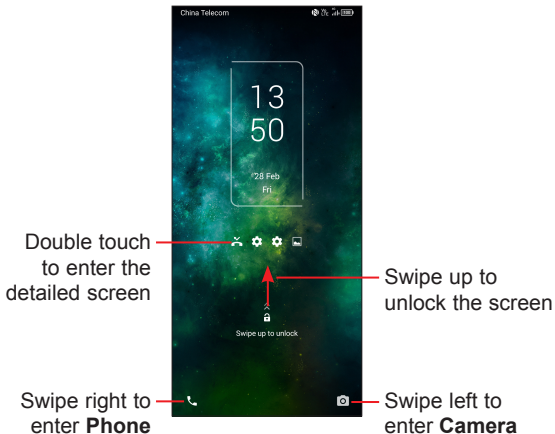 China Telecom
100
13
50
28 Feb
Fri
Double touch
to enter the
detailed screen
Swipe up to
unlock the screen
Swipe up to unlock
Swipe right to
enter Phone
Swipe left to
enter Camera